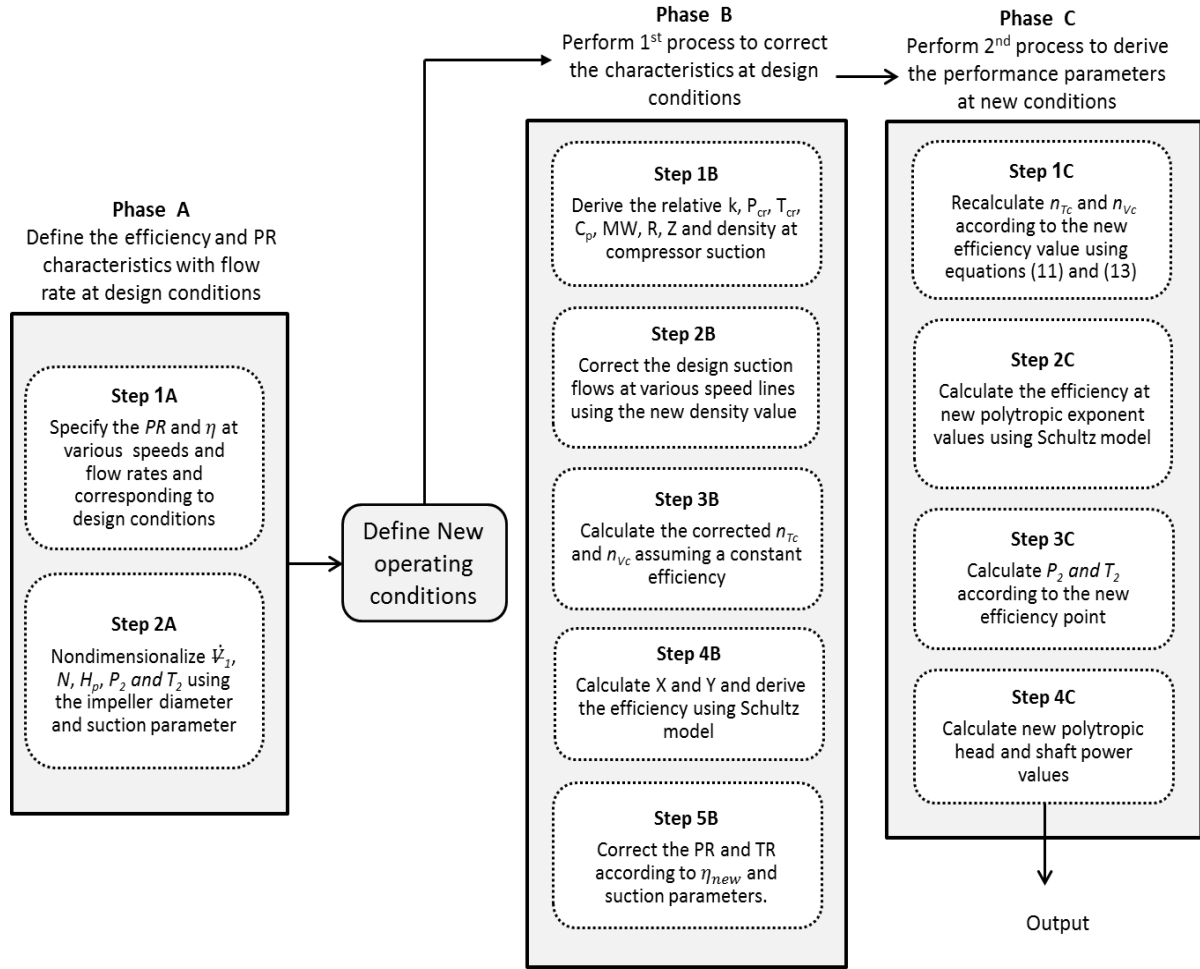 Phase A
Define the efficiency and PR
characteristics with flow
rate at design conditions
Step 1A
Specify the PR and η at
various speeds and
flow rates and
corresponding to
design conditions
Step 2A
Nondimensionalize V̶̇₁,
N, Hₚ, P₂ and T₂ using
the impeller diameter
and suction parameter
Define New
operating
conditions
Phase B
Perform 1ˢᵗ process to correct
the characteristics at design
conditions
Step 1B
Derive the relative k, P_cr, T_cr,
Cₚ, MW, R, Z and density at
compressor suction
Step 2B
Correct the design suction
flows at various speed lines
using the new density value
Step 3B
Calculate the corrected n_Tc
and n_Vc assuming a constant
efficiency
Step 4B
Calculate X and Y and derive
the efficiency using Schultz
model
Step 5B
Correct the PR and TR
according to η_new and
suction parameters.
Phase C
Perform 2ⁿᵈ process to derive
the performance parameters
at new conditions
Step 1C
Recalculate n_Tc and n_Vc
according to the new
efficiency value using
equations (11) and (13)
Step 2C
Calculate the efficiency at
new polytropic exponent
values using Schultz model
Step 3C
Calculate P₂ and T₂
according to the new
efficiency point
Step 4C
Calculate new polytropic
head and shaft power
values
Output